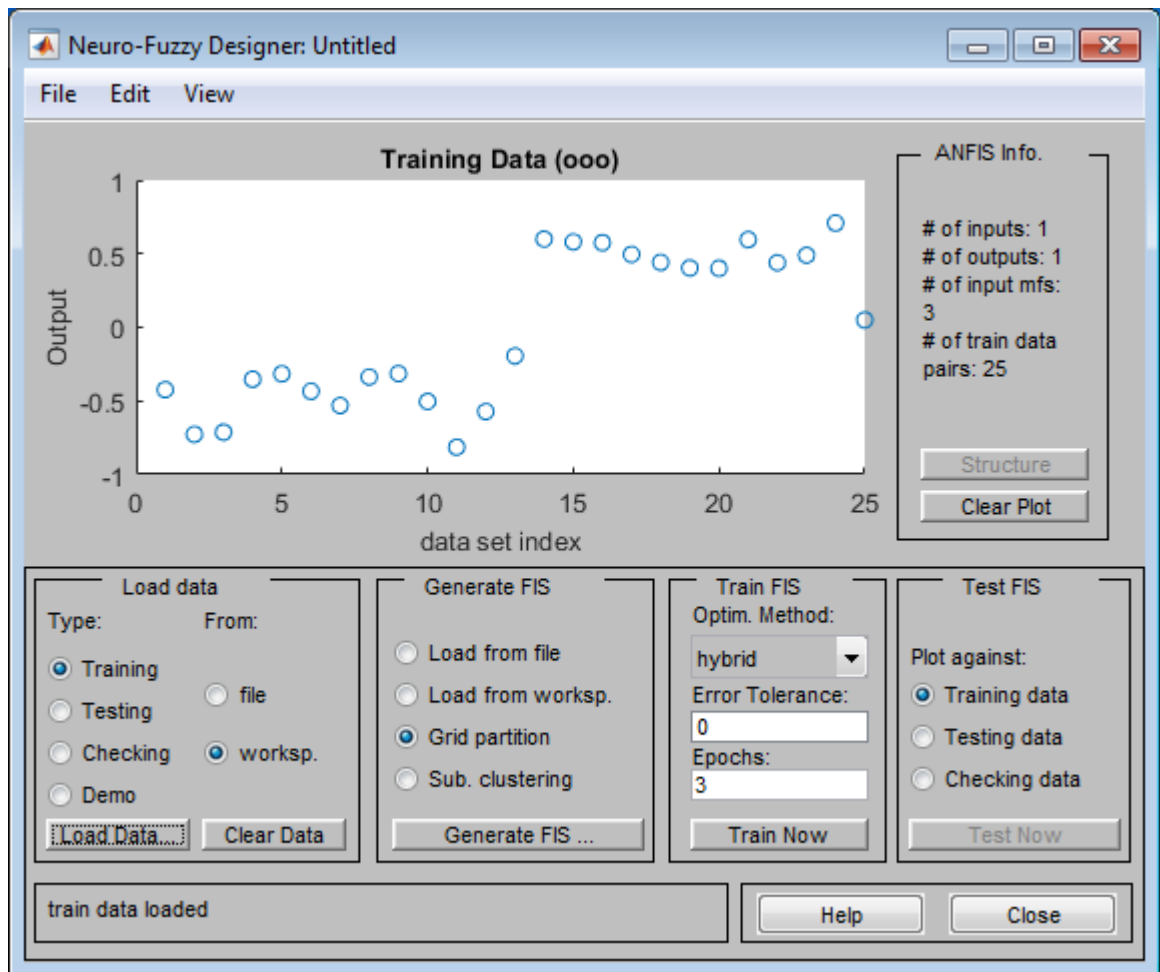 Neuro-Fuzzy Designer: Untitled
File Edit View
Training Data (ooo)
1
0.5
0
-0.5
-1
Output
0 5 10 15 20 25
data set index
ANFIS Info.
# of inputs: 1
# of outputs: 1
# of input mfs:
3
# of train data
pairs: 25
Structure
Clear Plot
Load data
Type: From:
Training
Testing
Checking
Demo
file
worksp.
Load Data... Clear Data
Generate FIS
Load from file
Load from worksp.
Grid partition
Sub. clustering
Generate FIS ...
Train FIS
Optim. Method:
hybrid
Error Tolerance:
0
Epochs:
3
Train Now
Test FIS
Plot against:
Training data
Testing data
Checking data
Test Now
train data loaded
Help Close